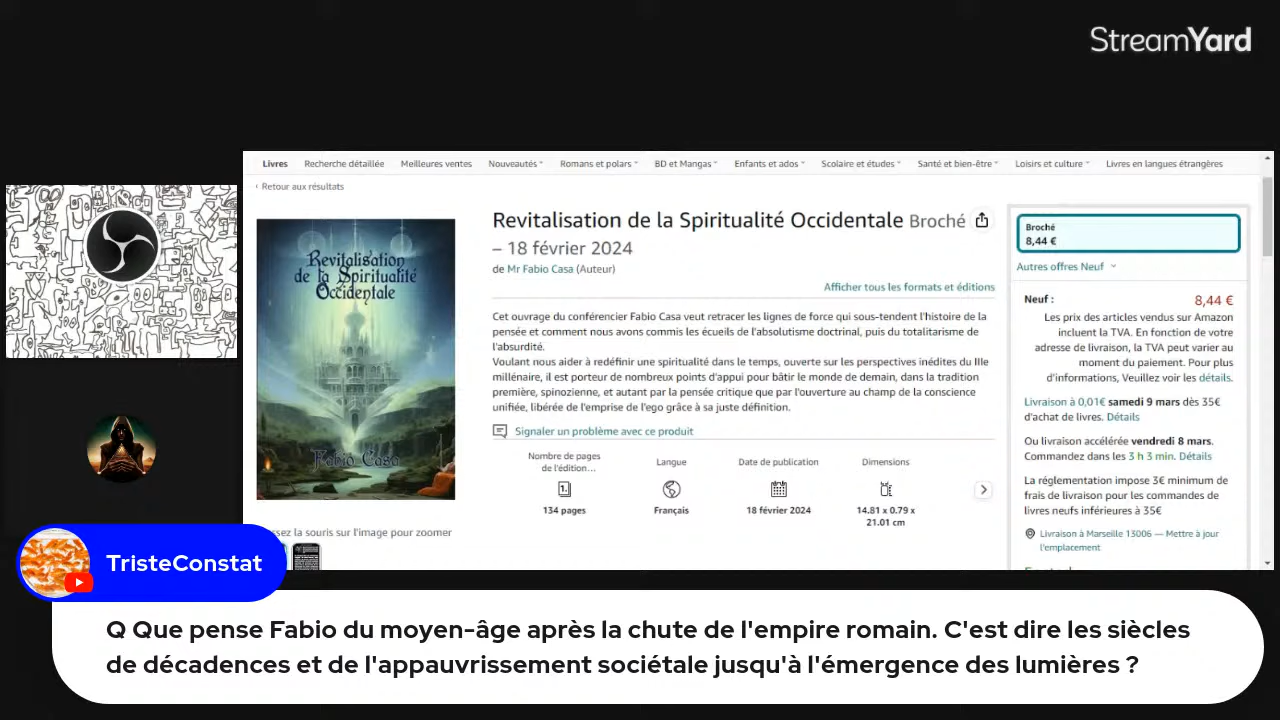 StreamYard
Livres Recherche détaillée Meilleures ventes Nouveautés Romans et polars BD et Mangas Enfants et ados Scolaire et études Santé et bien-être Loisirs et culture Livres en langues étrangères
‹ Retour aux résultats
Revitalisation
de la Spiritualité
Occidentale
Fabio Casa
Revitalisation de la Spiritualité Occidentale Broché
– 18 février 2024
de Mr Fabio Casa (Auteur)
Afficher tous les formats et éditions
Cet ouvrage du conférencier Fabio Casa veut retracer les lignes de force qui sous-tendent l'histoire de la
pensée et comment nous avons commis les écueils de l'absolutisme doctrinal, puis du totalitarisme de
l'absurdité.
Voulant nous aider à redéfinir une spiritualité dans le temps, ouverte sur les perspectives inédites du IIIe
millénaire, il est porteur de nombreux points d'appui pour bâtir le monde de demain, dans la tradition
première, spinozienne, et autant par la pensée critique que par l'ouverture au champ de la conscience
unifiée, libérée de l'emprise de l'ego grâce à sa juste définition.
Signaler un problème avec ce produit
Nombre de pages
de l'édition...
134 pages
Langue
Français
Date de publication
18 février 2024
Dimensions
14.81 x 0.79 x
21.01 cm
ssez la souris sur l'image pour zoomer
Broché
8,44 €
Autres offres Neuf
Neuf : 8,44 €
Les prix des articles vendus sur Amazon
incluent la TVA. En fonction de votre
adresse de livraison, la TVA peut varier au
moment du paiement. Pour plus
d'informations, Veuillez voir les détails.
Livraison à 0,01€ samedi 9 mars dès 35€
d'achat de livres. Détails
Ou livraison accélérée vendredi 8 mars.
Commandez dans les 3 h 3 min. Détails
La réglementation impose 3€ minimum de
frais de livraison pour les commandes de
livres neufs inférieures à 35€
Livraison à Marseille 13006 — Mettre à jour
l'emplacement
TristeConstat
Q Que pense Fabio du moyen-âge après la chute de l'empire romain. C'est dire les siècles
de décadences et de l'appauvrissement sociétale jusqu'à l'émergence des lumières ?